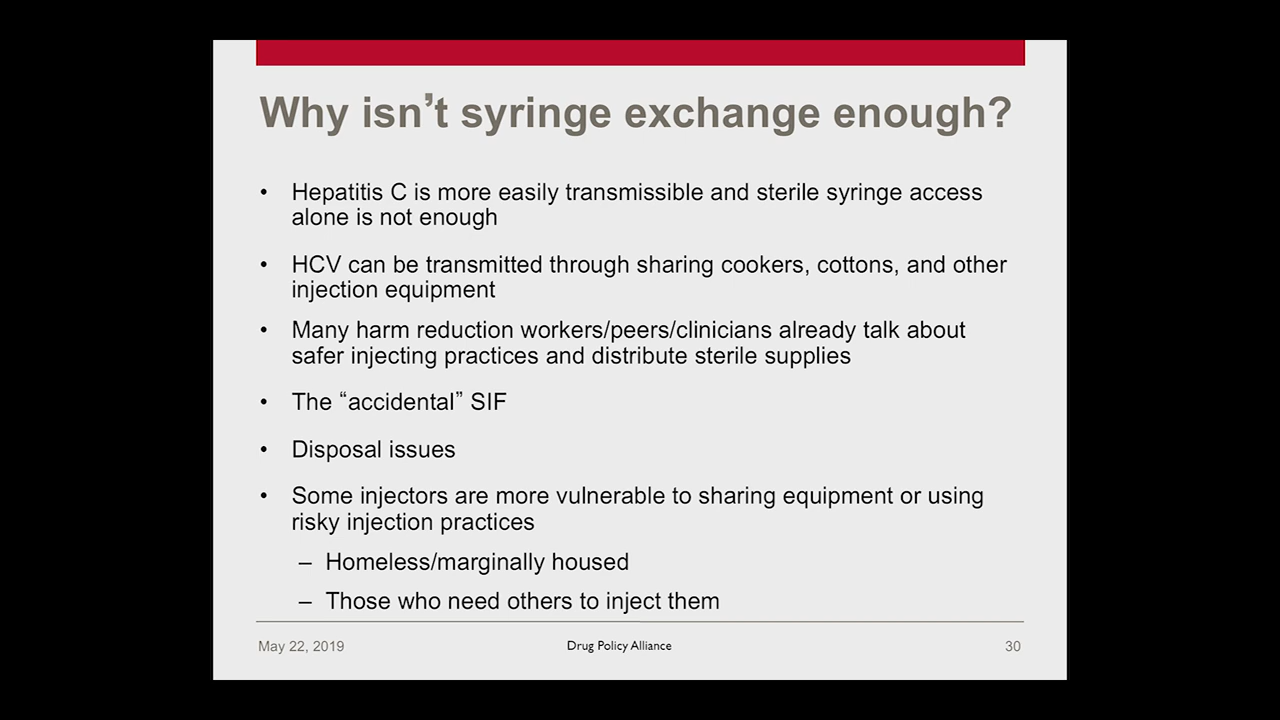 Why isn’t syringe exchange enough?
• Hepatitis C is more easily transmissible and sterile syringe access
alone is not enough
• HCV can be transmitted through sharing cookers, cottons, and other
injection equipment
• Many harm reduction workers/peers/clinicians already talk about
safer injecting practices and distribute sterile supplies
• The “accidental” SIF
• Disposal issues
• Some injectors are more vulnerable to sharing equipment or using
risky injection practices
– Homeless/marginally housed
– Those who need others to inject them
May 22, 2019 Drug Policy Alliance 30